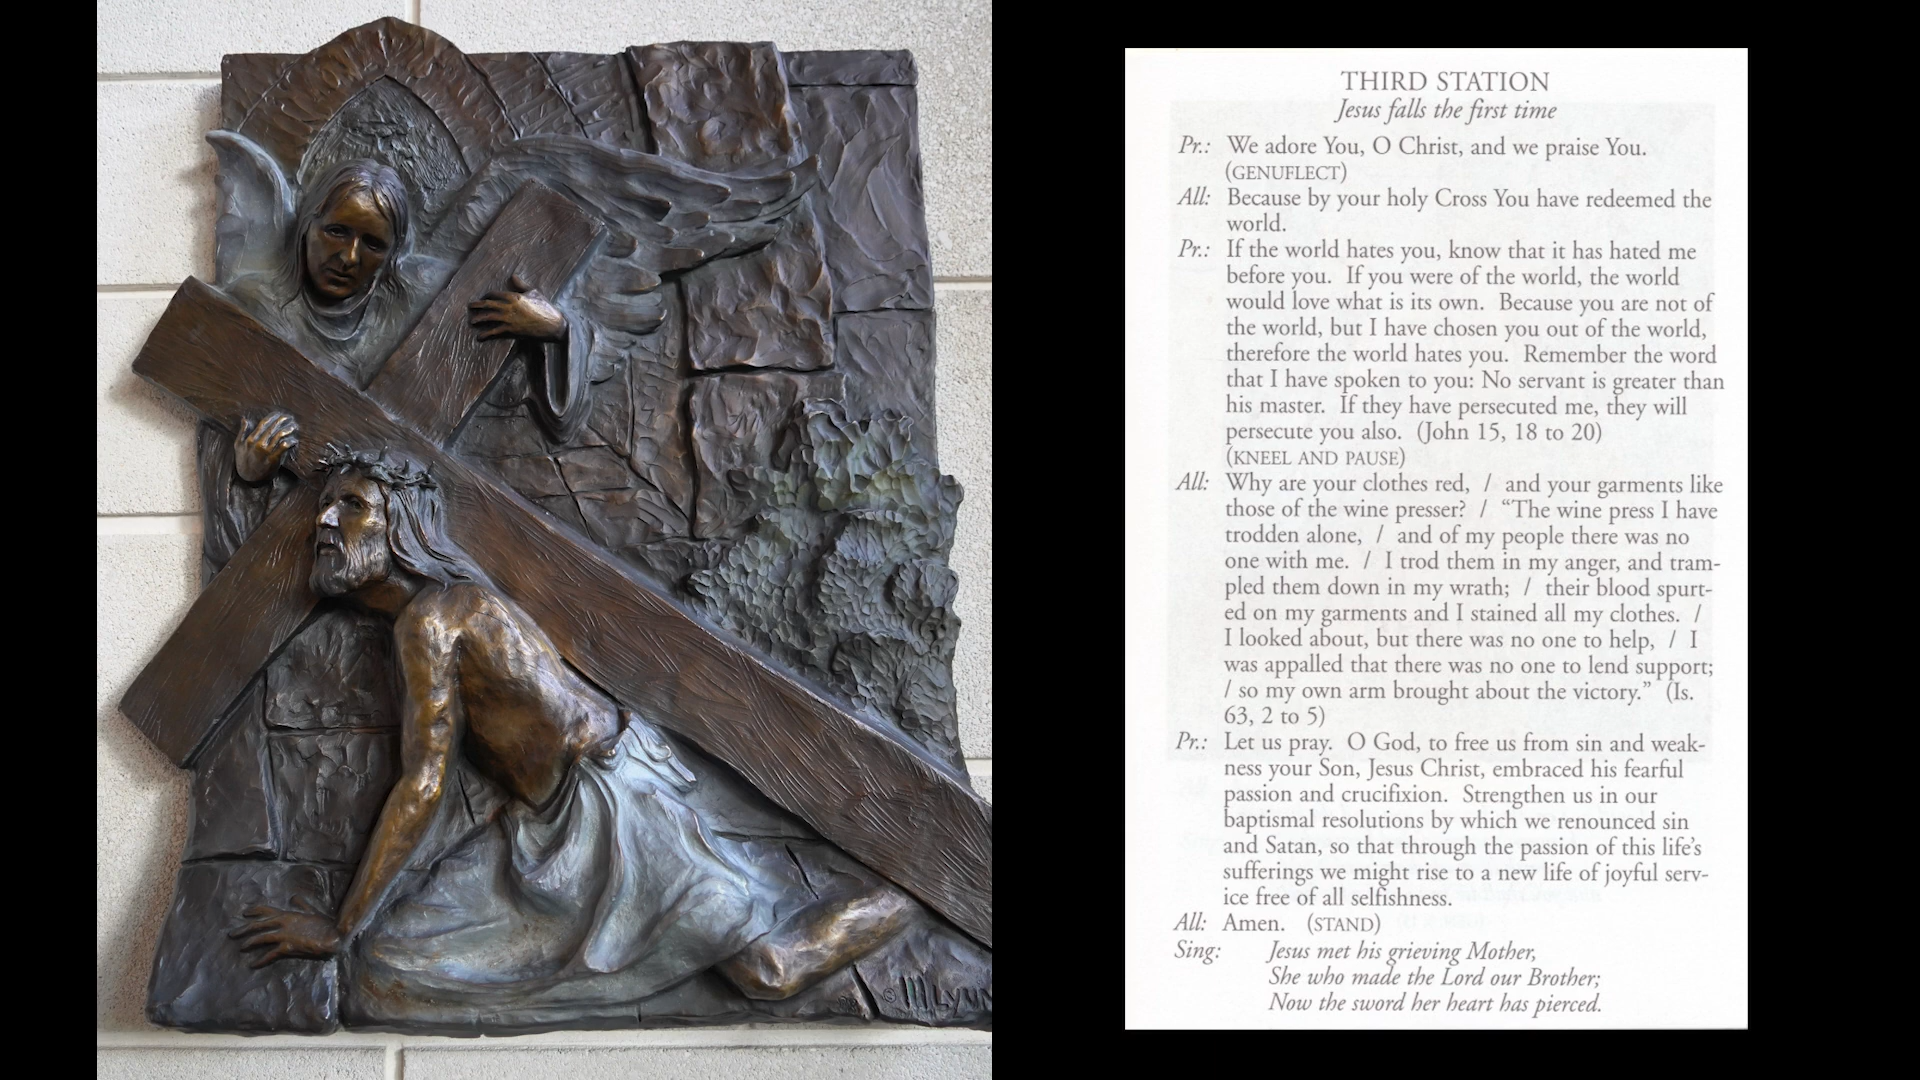 THIRD STATION
Jesus falls the first time
Pr.: We adore You, O Christ, and we praise You.
(GENUFLECT)
All: Because by your holy Cross You have redeemed the
world.
Pr.: If the world hates you, know that it has hated me
before you. If you were of the world, the world
would love what is its own. Because you are not of
the world, but I have chosen you out of the world,
therefore the world hates you. Remember the word
that I have spoken to you: No servant is greater than
his master. If they have persecuted me, they will
persecute you also. (John 15, 18 to 20)
(KNEEL AND PAUSE)
All: Why are your clothes red, / and your garments like
those of the wine presser? / “The wine press I have
trodden alone, / and of my people there was no
one with me. / I trod them in my anger, and tram-
pled them down in my wrath; / their blood spurt-
ed on my garments and I stained all my clothes. /
I looked about, but there was no one to help, / I
was appalled that there was no one to lend support;
/ so my own arm brought about the victory.” (Is.
63, 2 to 5)
Pr.: Let us pray. O God, to free us from sin and weak-
ness your Son, Jesus Christ, embraced his fearful
passion and crucifixion. Strengthen us in our
baptismal resolutions by which we renounced sin
and Satan, so that through the passion of this life’s
sufferings we might rise to a new life of joyful serv-
ice free of all selfishness.
All: Amen. (STAND)
Sing: Jesus met his grieving Mother,
She who made the Lord our Brother;
Now the sword her heart has pierced.
© MLYNN